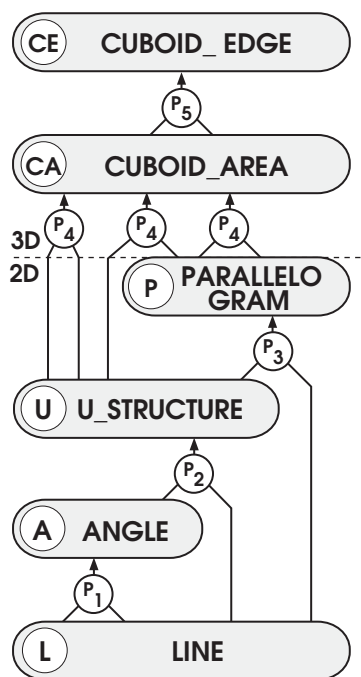 CE CUBOID_ EDGE
P5
CA CUBOID_AREA
P4 P4 P4
3D
2D
P PARALLELO
GRAM
P3
U U_STRUCTURE
P2
A ANGLE
P1
L LINE